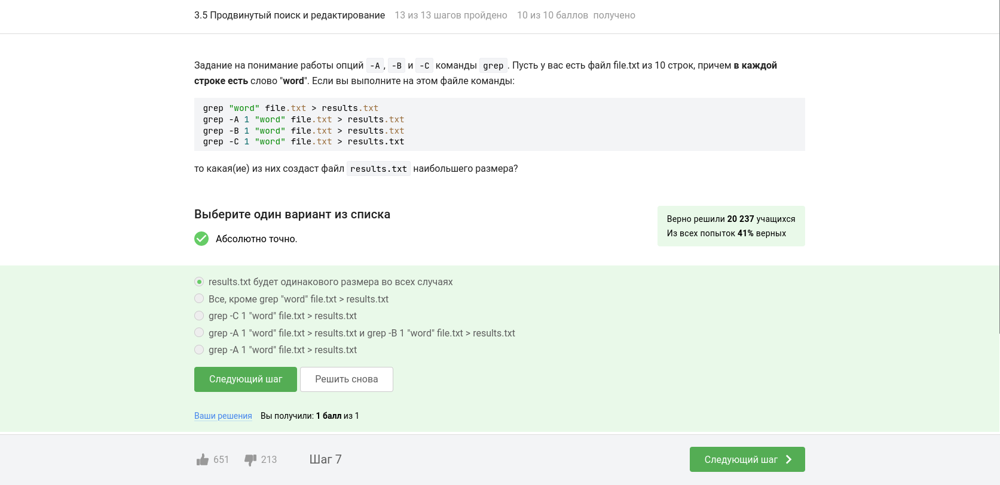 3.5 Продвинутый поиск и редактирование 13 из 13 шагов пройдено 10 из 10 баллов получено
Задание на понимание работы опций -A, -B и -C команды grep. Пусть у вас есть файл file.txt из 10 строк, причем в каждой
строке есть слово "word". Если вы выполните на этом файле команды:
grep "word" file.txt > results.txt
grep -A 1 "word" file.txt > results.txt
grep -B 1 "word" file.txt > results.txt
grep -C 1 "word" file.txt > results.txt
то какая(ие) из них создаст файл results.txt наибольшего размера?
Выберите один вариант из списка
Верно решили 20 237 учащихся
Из всех попыток 41% верных
Абсолютно точно.
results.txt будет одинакового размера во всех случаях
Все, кроме grep "word" file.txt > results.txt
grep -C 1 "word" file.txt > results.txt
grep -A 1 "word" file.txt > results.txt и grep -B 1 "word" file.txt > results.txt
grep -A 1 "word" file.txt > results.txt
Следующий шаг Решить снова
Ваши решения Вы получили: 1 балл из 1
651 213 Шаг 7 Следующий шаг